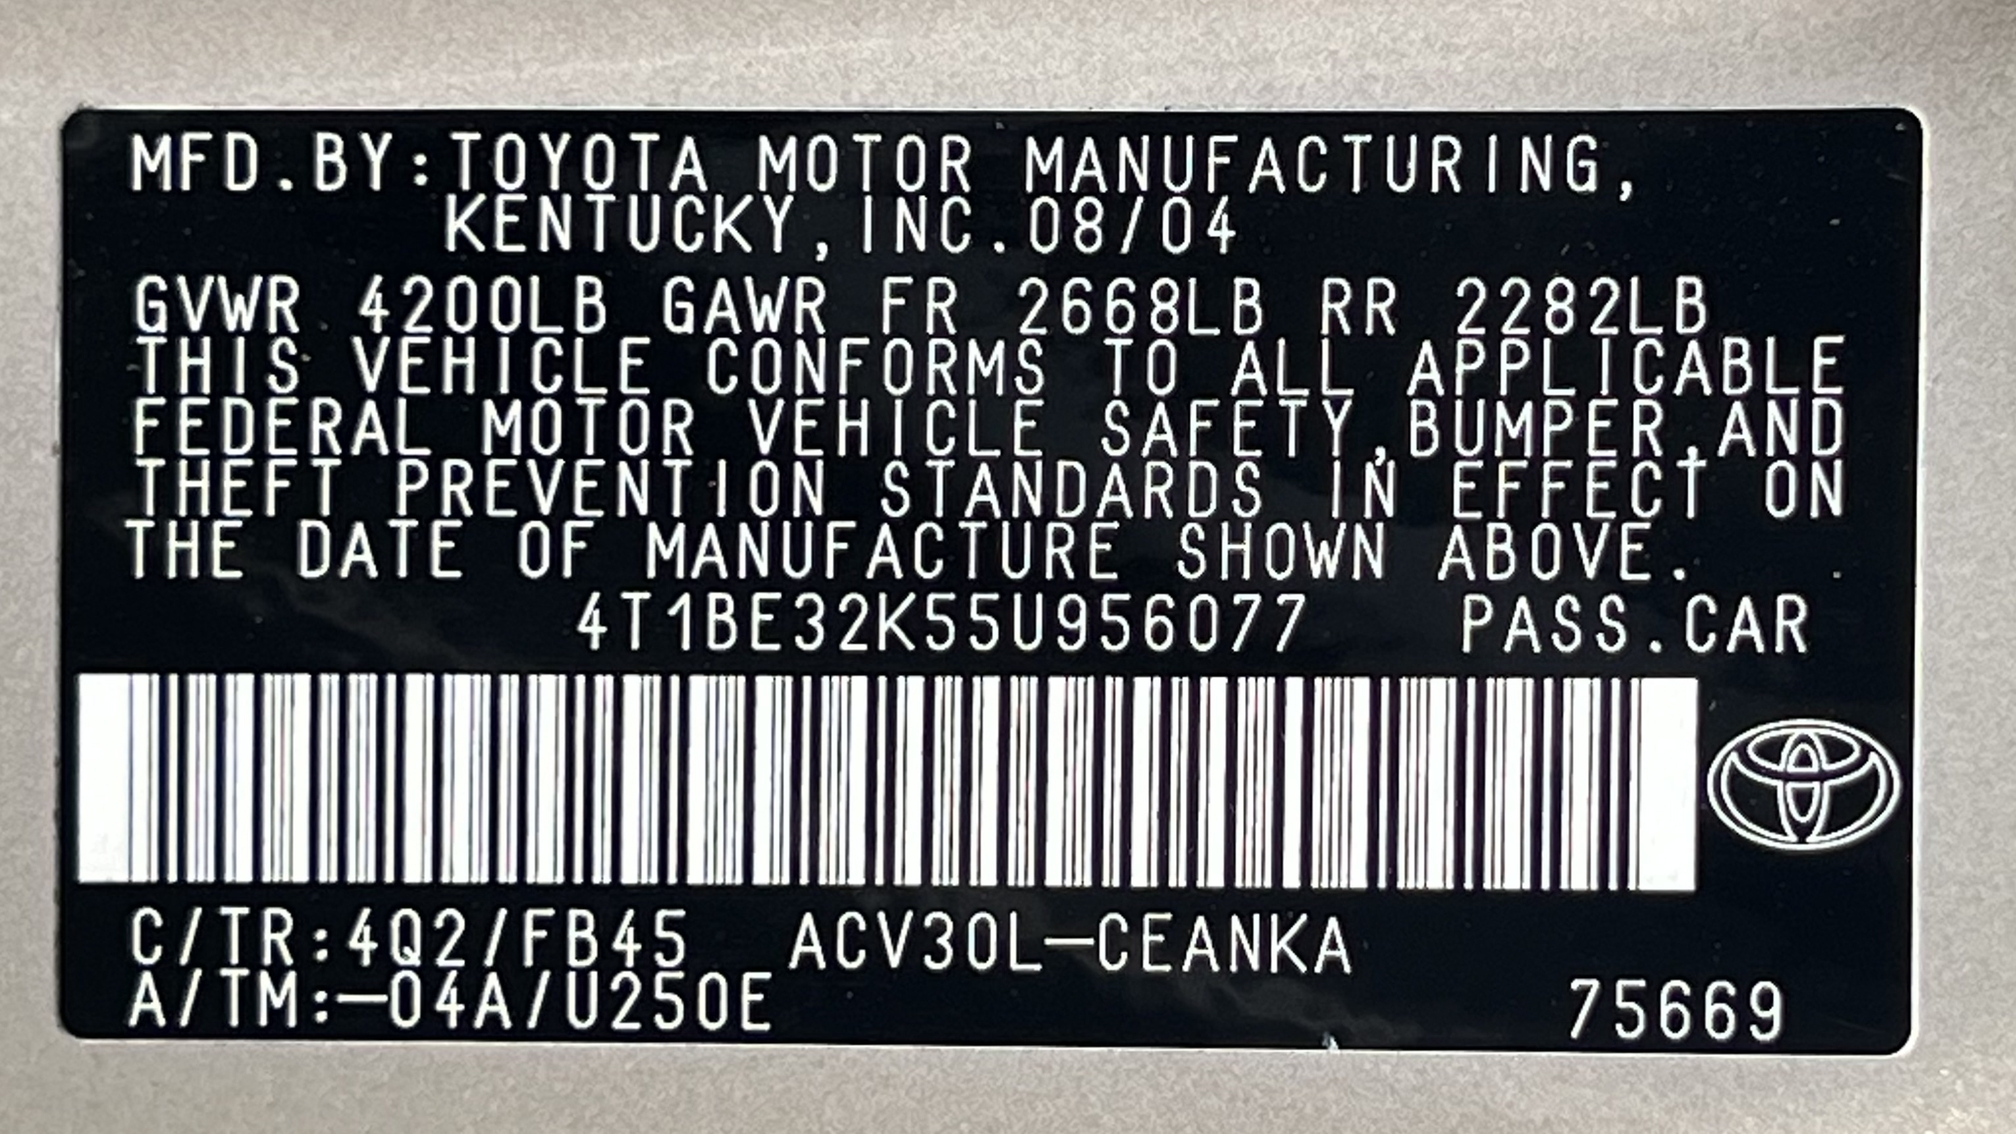 MFD.BY:TOYOTA MOTOR MANUFACTURING,
KENTUCKY,INC.08/04
GVWR 4200LB GAWR FR 2668LB RR 2282LB
THIS VEHICLE CONFORMS TO ALL APPLICABLE
FEDERAL MOTOR VEHICLE SAFETY,BUMPER,AND
THEFT PREVENTION STANDARDS IN EFFECT ON
THE DATE OF MANUFACTURE SHOWN ABOVE.
4T1BE32K55U956077 PASS.CAR
C/TR:4Q2/FB45 ACV30L-CEANKA
A/TM:-04A/U250E
75669